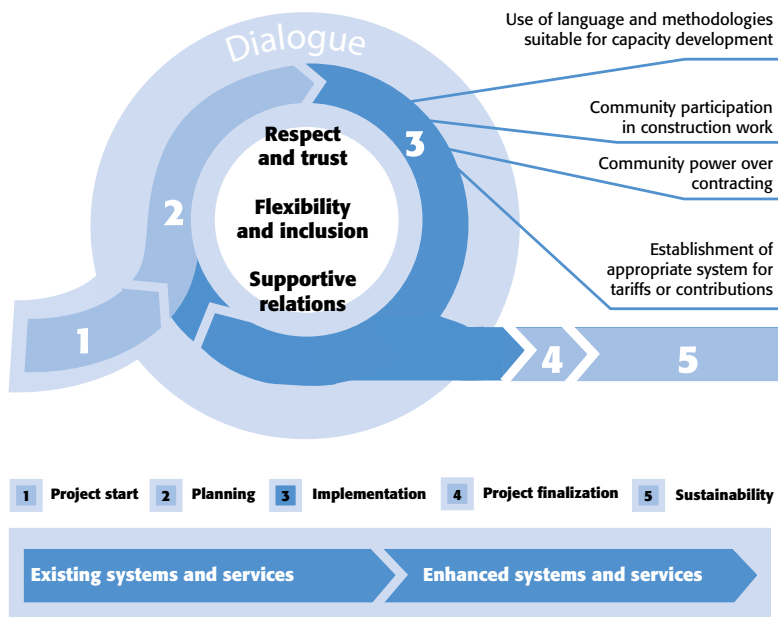 Dialogue
Use of language and methodologies
suitable for capacity development
Community participation
in construction work
Community power over
contracting
Establishment of
appropriate system for
tariffs or contributions
Respect
and trust
Flexibility
and inclusion
Supportive
relations
1
2
3
4
5
1 Project start 2 Planning 3 Implementation 4 Project finalization 5 Sustainability
Existing systems and services Enhanced systems and services